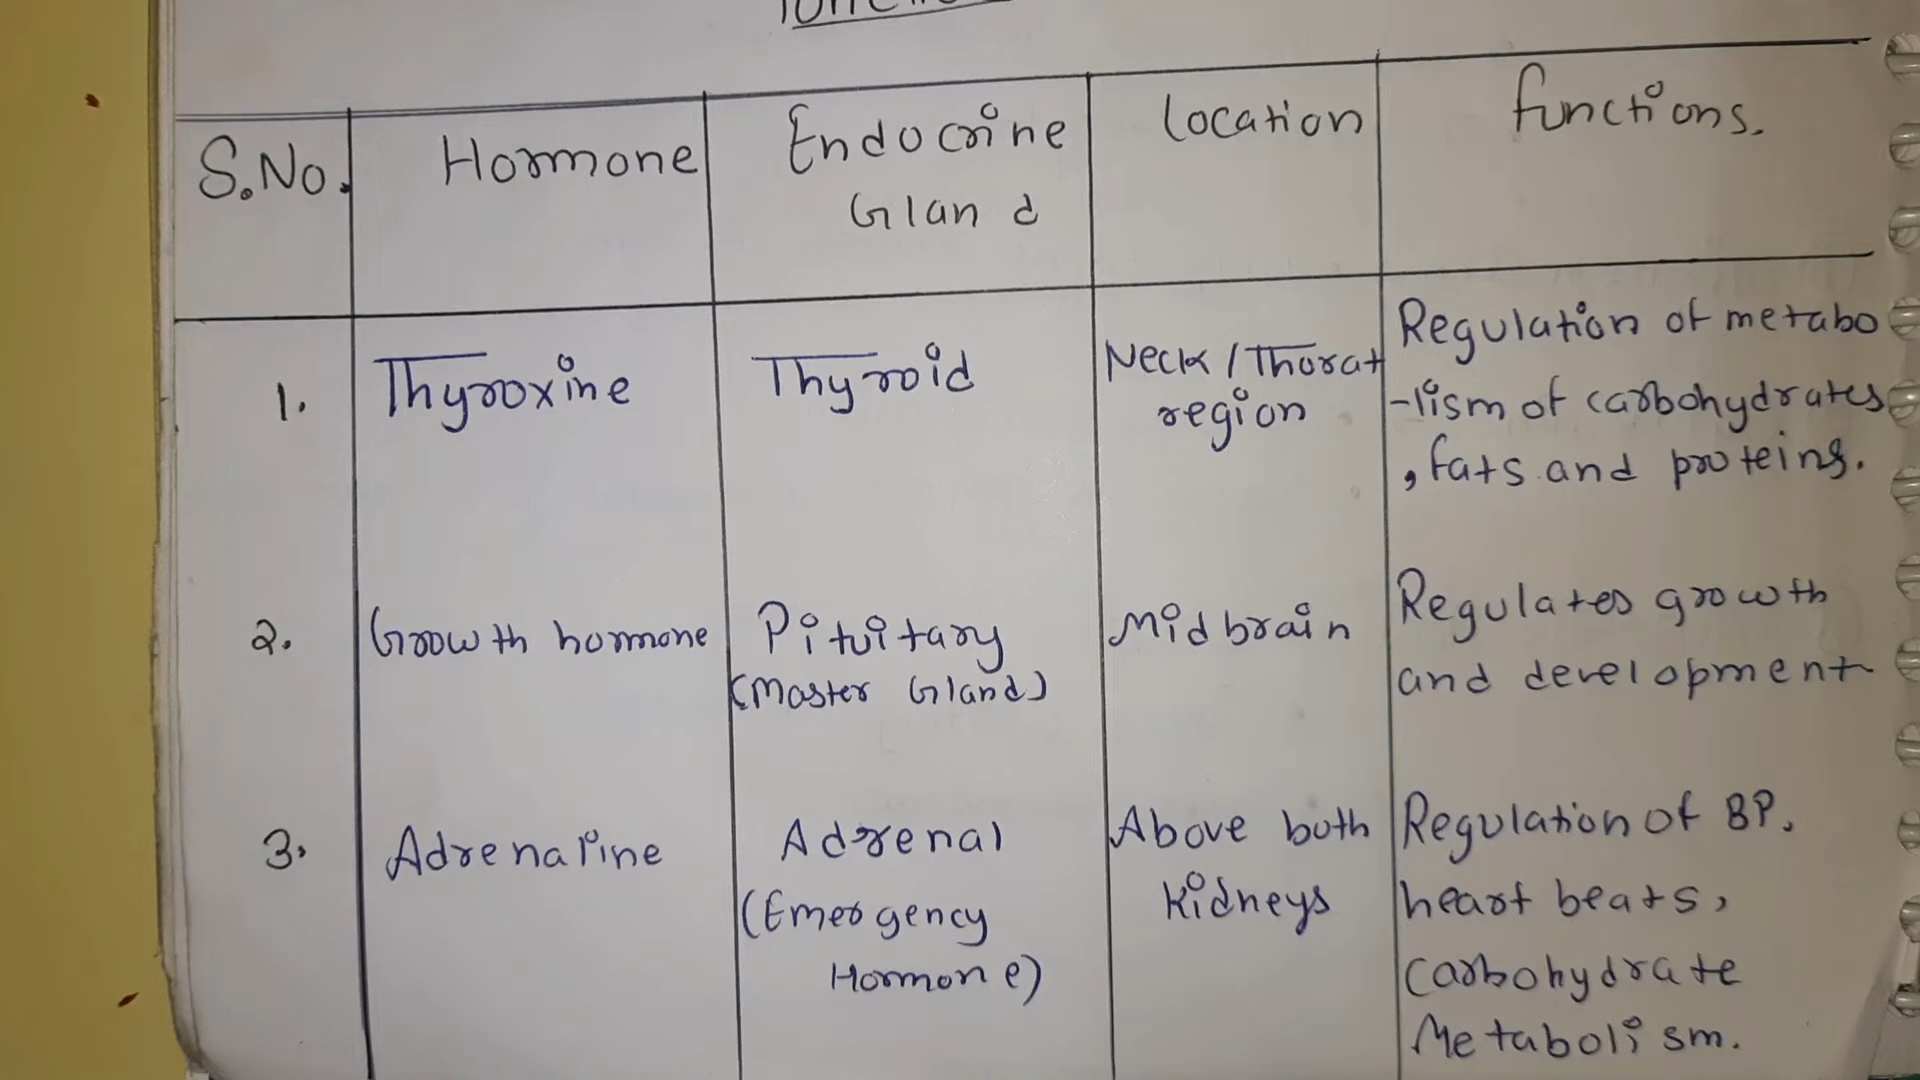 S.No.
Hormone
Endocrine
Gland
Location
functions.
1.
Thyroxine
Thyroid
Neck / Thorat
region
Regulation of metabo
-lism of carbohydrates
, fats and proteins.
2.
Growth hormone
Pituitary
(Master Gland)
Midbrain
Regulates growth
and development
3.
Adrenaline
Adrenal
(Emergency
Hormone)
Above both
kidneys
Regulation of BP.
heart beats,
Carbohydrate
Metabolism.